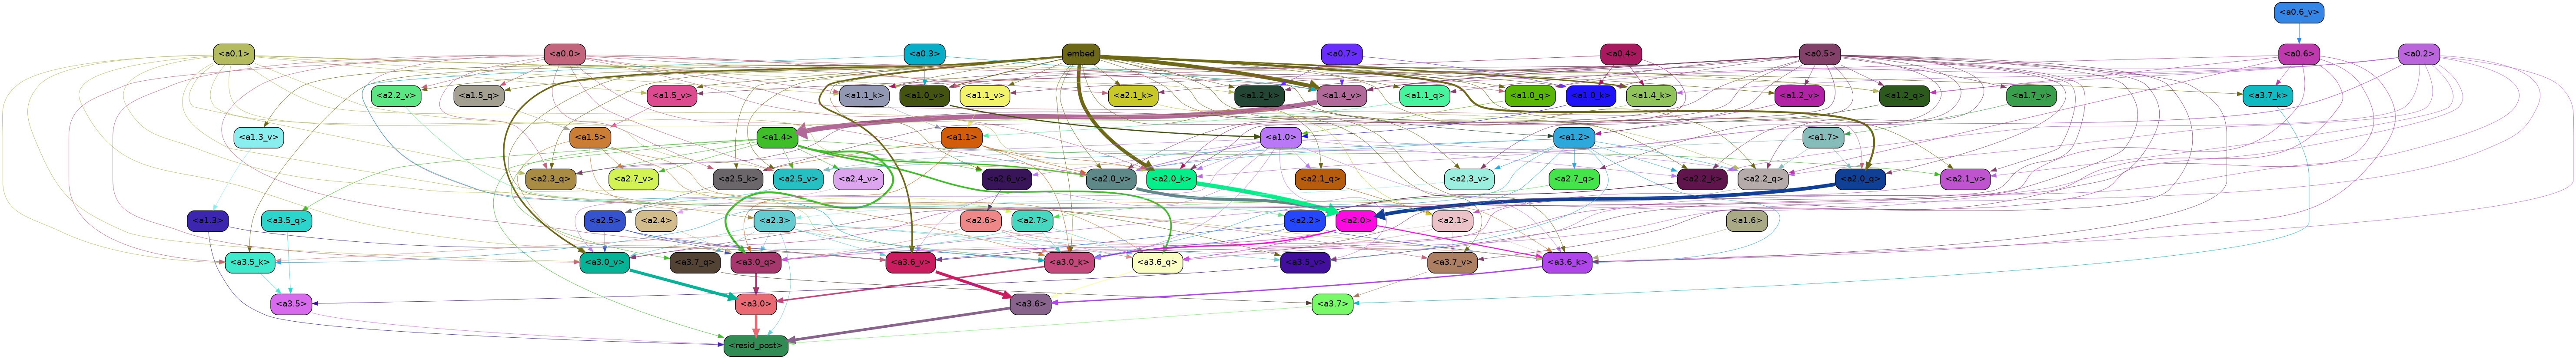 <a0.6_v>
<a0.1> <a0.0> <a0.3> embed <a0.7> <a0.4> <a0.5> <a0.6> <a0.2>
<a2.2_v> <a1.5_q> <a1.5_v> <a1.1_k> <a1.0_v> <a1.1_v> <a2.1_k> <a1.2_k> <a1.4_v> <a1.1_q> <a1.0_q> <a1.0_k> <a1.4_k> <a1.2_v> <a1.2_q> <a1.7_v> <a3.7_k>
<a1.3_v> <a1.5> <a1.4> <a1.1> <a1.0> <a1.2> <a1.7>
<a2.3_q> <a2.7_v> <a2.5_k> <a2.5_v> <a2.4_v> <a2.6_v> <a2.0_v> <a2.0_k> <a2.1_q> <a2.3_v> <a2.7_q> <a2.2_k> <a2.2_q> <a2.0_q> <a2.1_v>
<a1.3> <a3.5_q> <a2.5> <a2.4> <a2.3> <a2.6> <a2.7> <a2.2> <a2.0> <a2.1> <a1.6>
<a3.5_k> <a3.0_v> <a3.7_q> <a3.0_q> <a3.6_v> <a3.0_k> <a3.6_q> <a3.5_v> <a3.7_v> <a3.6_k>
<a3.5> <a3.0> <a3.6> <a3.7>
<resid_post>